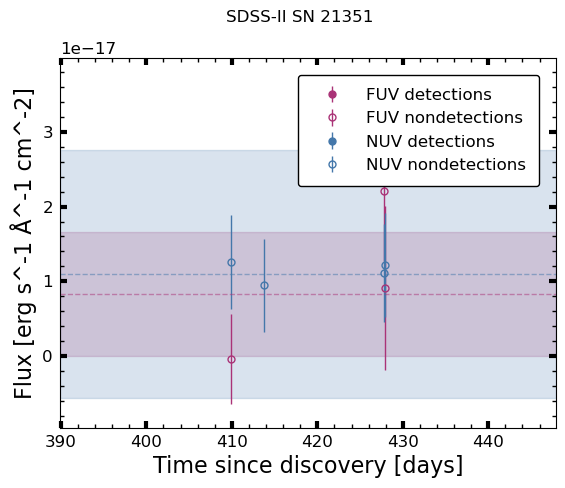 SDSS-II SN 21351
1e−17
FUV detections
FUV nondetections
NUV detections
NUV nondetections
3
2
1
0
Flux [erg s^-1 Å^-1 cm^-2]
390 400 410 420 430 440
Time since discovery [days]